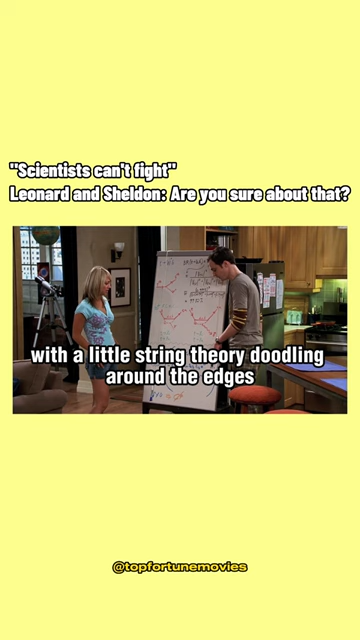 "Scientists can't fight"
Leonard and Sheldon: Are you sure about that?
with a little string theory doodling
around the edges
@topfortunemovies